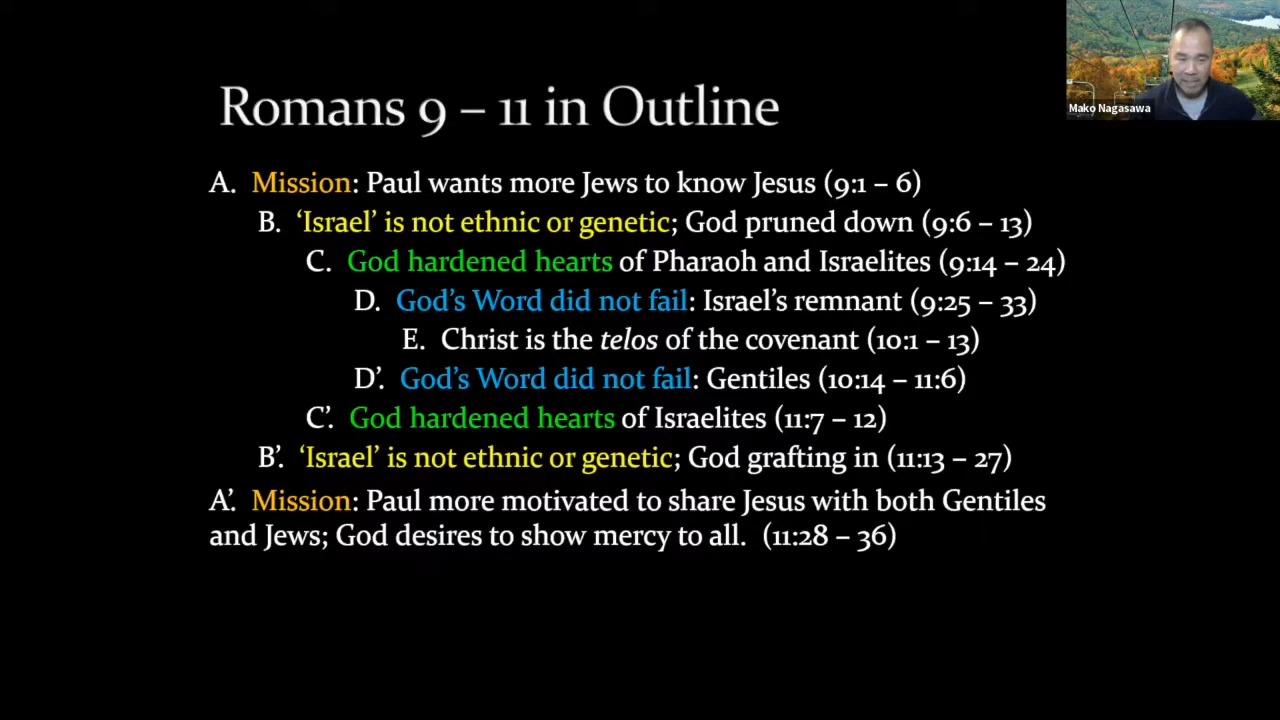 Romans 9 – 11 in Outline
Mako Nagasawa
A. Mission: Paul wants more Jews to know Jesus (9:1 – 6)
B. ‘Israel’ is not ethnic or genetic; God pruned down (9:6 – 13)
C. God hardened hearts of Pharaoh and Israelites (9:14 – 24)
D. God’s Word did not fail: Israel’s remnant (9:25 – 33)
E. Christ is the telos of the covenant (10:1 – 13)
D’. God’s Word did not fail: Gentiles (10:14 – 11:6)
C’. God hardened hearts of Israelites (11:7 – 12)
B’. ‘Israel’ is not ethnic or genetic; God grafting in (11:13 – 27)
A’. Mission: Paul more motivated to share Jesus with both Gentiles
and Jews; God desires to show mercy to all. (11:28 – 36)